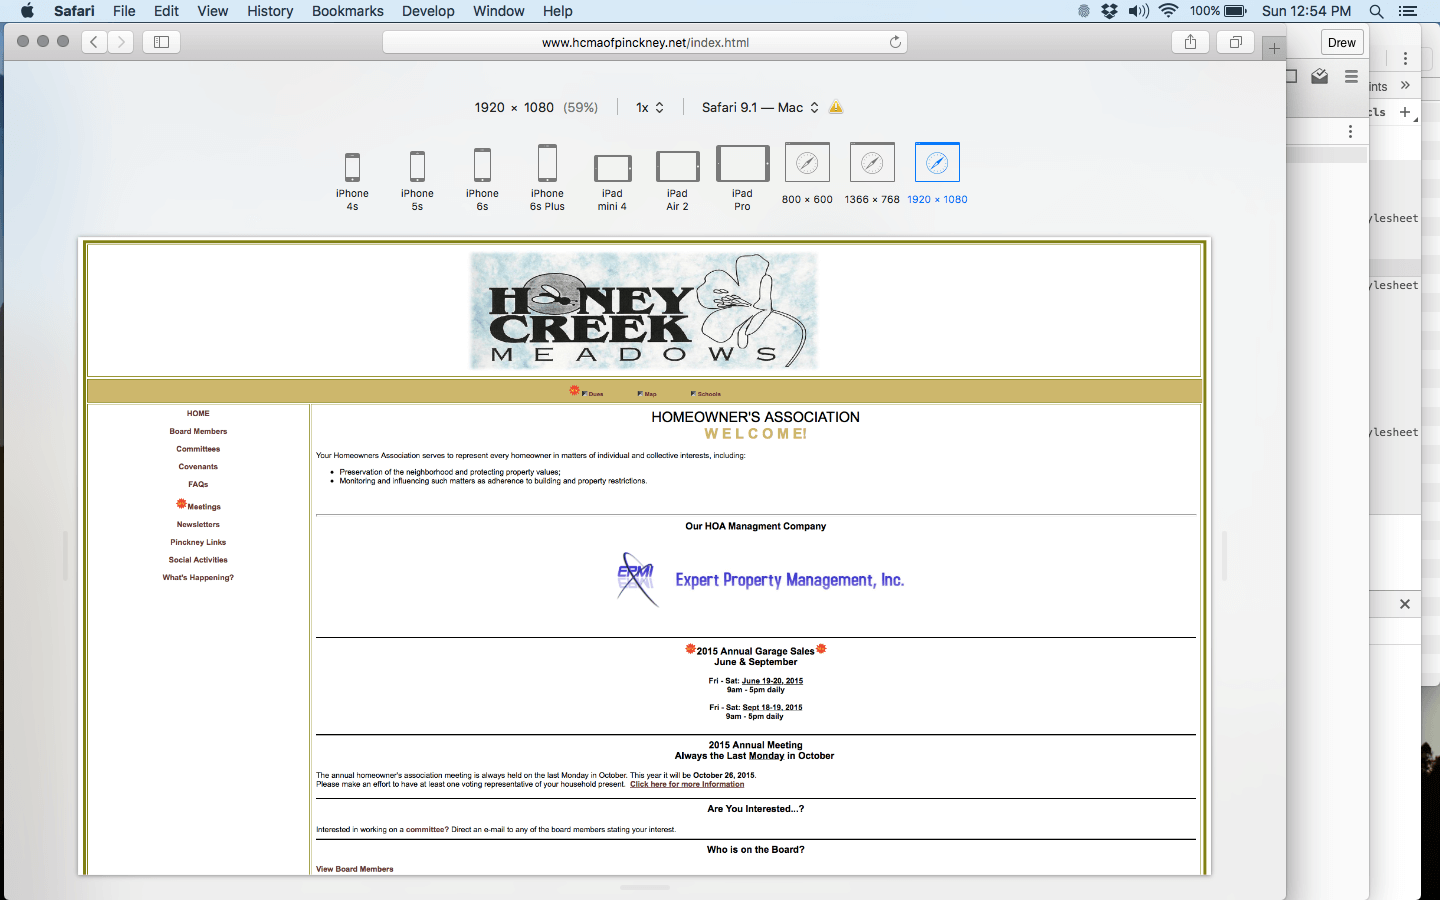 Safari File Edit View History Bookmarks Develop Window Help 100% Sun 12:54 PM
www.hcmaofpinckney.net/index.html
Drew
1920 × 1080 (59%) 1x Safari 9.1 — Mac
iPhone 4s
iPhone 5s
iPhone 6s
iPhone 6s Plus
iPad mini 4
iPad Air 2
iPad Pro
800 × 600
1366 × 768
1920 × 1080
HONEY
CREEK
MEADOWS
Dues Map Schools
HOME
Board Members
Committees
Covenants
FAQs
Meetings
Newsletters
Pinckney Links
Social Activities
What's Happening?
HOMEOWNER'S ASSOCIATION
WELCOME!
Your Homeowners Association serves to represent every homeowner in matters of individual and collective interests, including:
• Preservation of the neighborhood and protecting property values;
• Monitoring and influencing such matters as adherence to building and property restrictions.
Our HOA Managment Company
EPMI Expert Property Management, Inc.
2015 Annual Garage Sales
June & September
Fri - Sat: June 19-20, 2015
9am - 5pm daily
Fri - Sat: Sept 18-19, 2015
9am - 5pm daily
2015 Annual Meeting
Always the Last Monday in October
The annual homeowner's association meeting is always held on the last Monday in October. This year it will be October 26, 2015.
Please make an effort to have at least one voting representative of your household present. Click here for more Information
Are You Interested...?
Interested in working on a committee? Direct an e-mail to any of the board members stating your interest.
Who is on the Board?
View Board Members
ints
cls
ylesheet
ylesheet
ylesheet